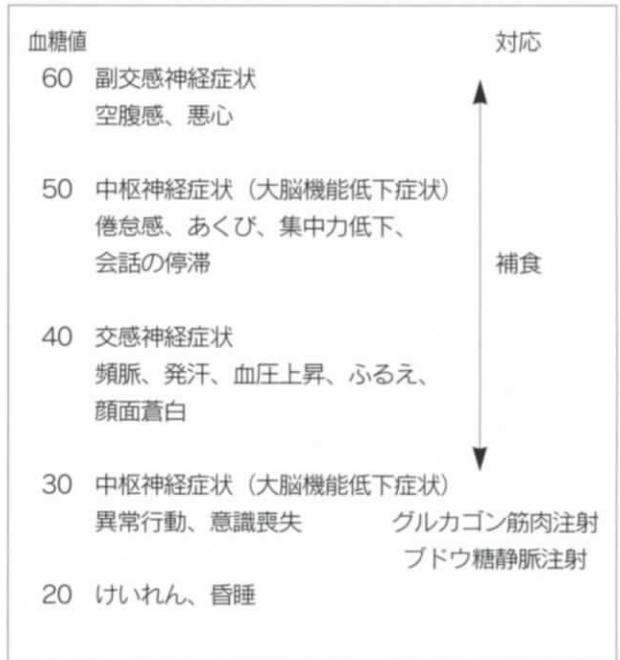 血糖値 対応
60 副交感神経症状
空腹感、悪心
50 中枢神経症状（大脳機能低下症状）
倦怠感、あくび、集中力低下、
会話の停滞 補食
40 交感神経症状
頻脈、発汗、血圧上昇、ふるえ、
顔面蒼白
30 中枢神経症状（大脳機能低下症状）
異常行動、意識喪失 グルカゴン筋肉注射
ブドウ糖静脈注射
20 けいれん、昏睡